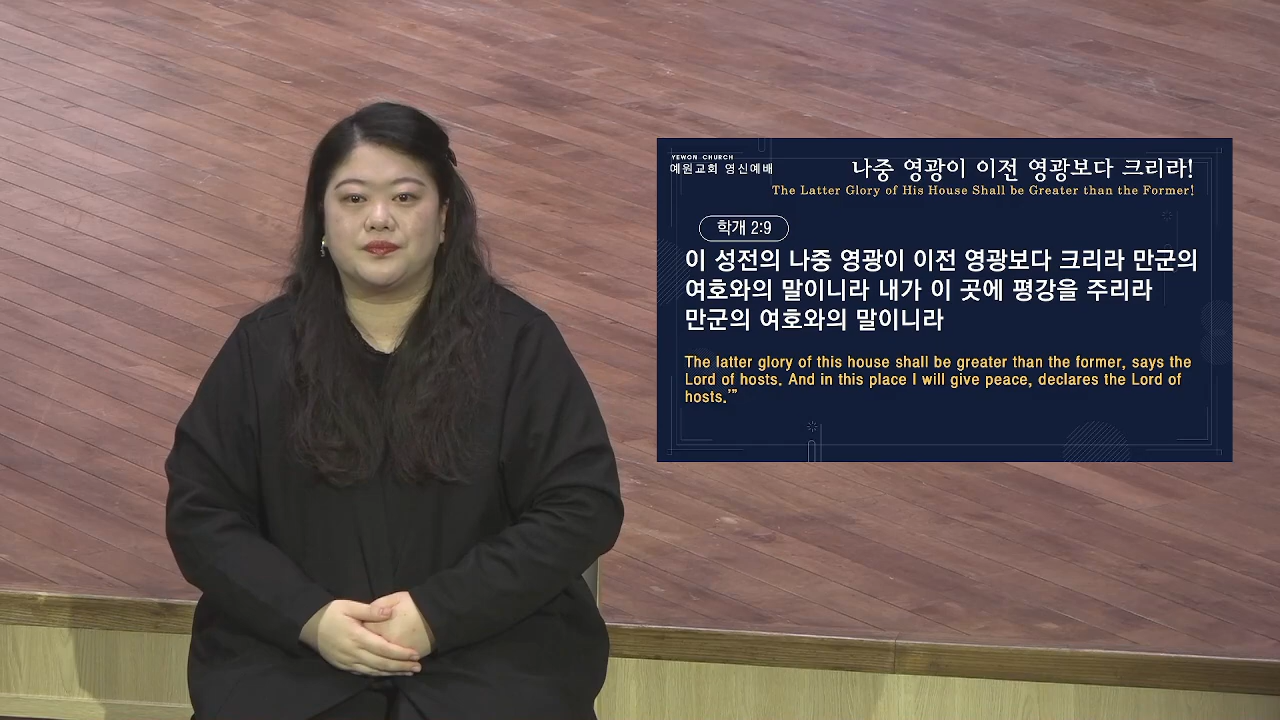 YEWON CHURCH
예원교회 영신예배
나중 영광이 이전 영광보다 크리라!
The Latter Glory of His House Shall be Greater than the Former!
학개 2:9
이 성전의 나중 영광이 이전 영광보다 크리라 만군의
여호와의 말이니라 내가 이 곳에 평강을 주리라
만군의 여호와의 말이니라
The latter glory of this house shall be greater than the former, says the
Lord of hosts. And in this place I will give peace, declares the Lord of
hosts.’”